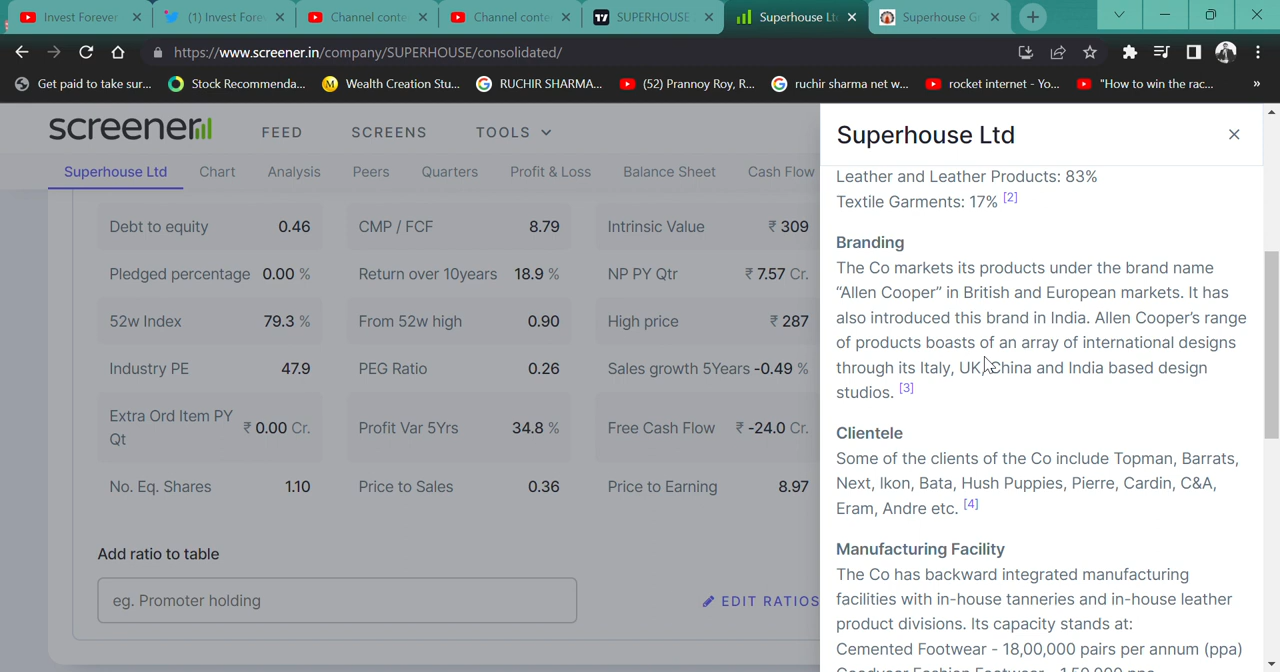 Invest Forever
(1) Invest Fore
Channel conte
Channel conte
SUPERHOUSE
Superhouse Lt
Superhouse G
https://www.screener.in/company/SUPERHOUSE/consolidated/
Get paid to take sur...
Stock Recommenda...
Wealth Creation Stu...
RUCHIR SHARMA...
(52) Prannoy Roy, R...
ruchir sharma net w...
rocket internet - Yo...
"How to win the rac...
»
screener
FEED
SCREENS
TOOLS
Superhouse Ltd
Chart
Analysis
Peers
Quarters
Profit & Loss
Balance Sheet
Cash Flow
Debt to equity 0.46
CMP / FCF 8.79
Intrinsic Value ₹ 309
Pledged percentage 0.00 %
Return over 10years 18.9 %
NP PY Qtr ₹ 7.57 Cr.
52w Index 79.3 %
From 52w high 0.90
High price ₹ 287
Industry PE 47.9
PEG Ratio 0.26
Sales growth 5Years -0.49 %
Extra Ord Item PY
Qt
₹ 0.00 Cr.
Profit Var 5Yrs 34.8 %
Free Cash Flow ₹ -24.0 Cr.
No. Eq. Shares 1.10
Price to Sales 0.36
Price to Earning 8.97
Add ratio to table
eg. Promoter holding
EDIT RATIOS
Superhouse Ltd
Leather and Leather Products: 83%
Textile Garments: 17% [2]
Branding
The Co markets its products under the brand name
“Allen Cooper” in British and European markets. It has
also introduced this brand in India. Allen Cooper’s range
of products boasts of an array of international designs
through its Italy, UK, China and India based design
studios. [3]
Clientele
Some of the clients of the Co include Topman, Barrats,
Next, Ikon, Bata, Hush Puppies, Pierre, Cardin, C&A,
Eram, Andre etc. [4]
Manufacturing Facility
The Co has backward integrated manufacturing
facilities with in-house tanneries and in-house leather
product divisions. Its capacity stands at:
Cemented Footwear - 18,00,000 pairs per annum (ppa)